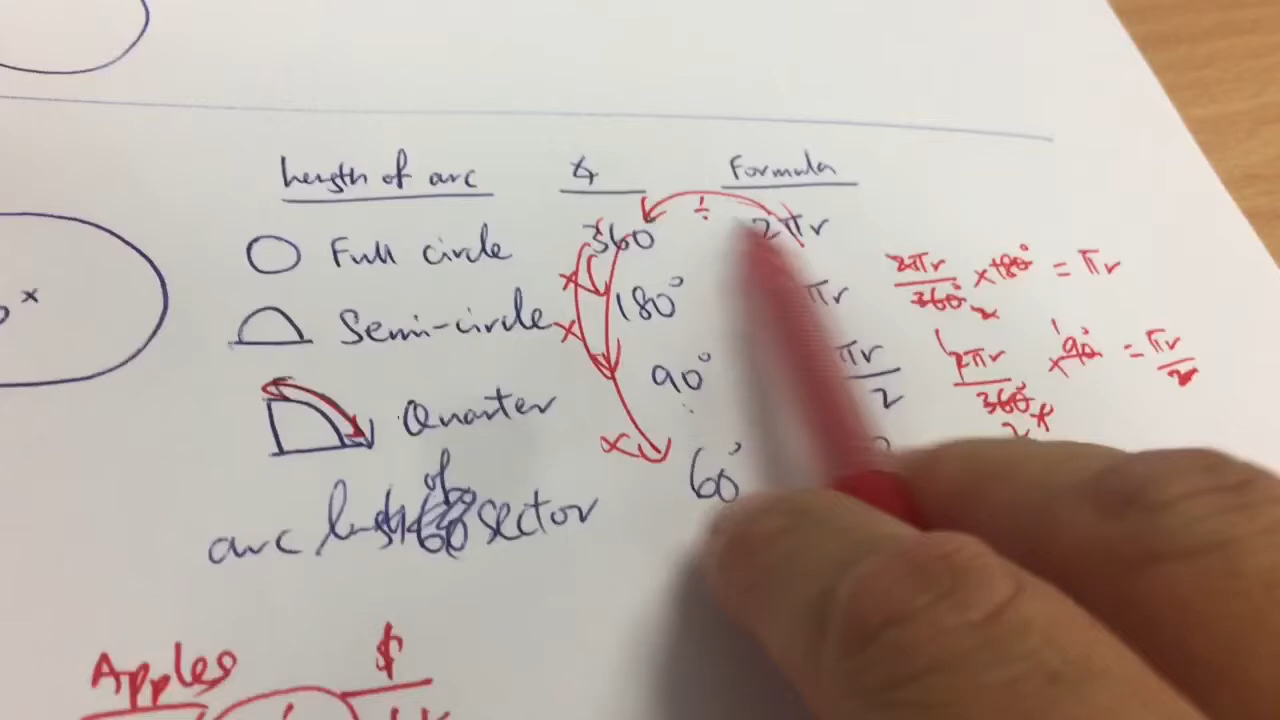 Length of arc ∡ Formula
Full circle 360° ÷ 2πr
Semi-circle × 180° πr 2πr/360° × 180° = πr
Quarter × 90° πr/2 2πr/360° × 90° = πr/2
arc length of 60° sector × 60°
Apples $
x